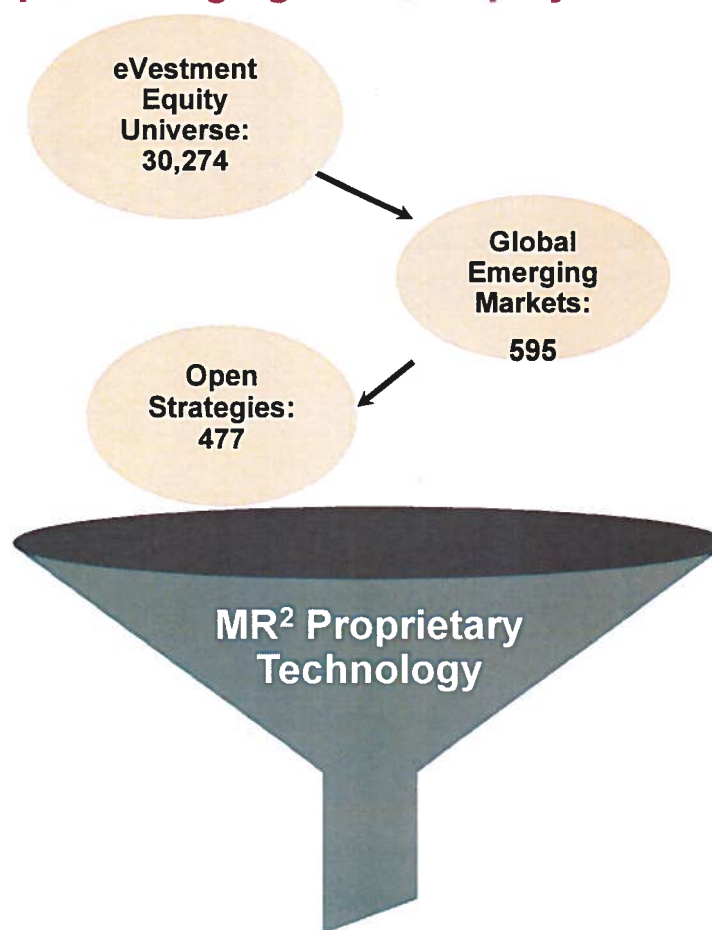 eVestment
Equity
Universe:
30,274
Global
Emerging
Markets:
595
Open
Strategies:
477
MR² Proprietary
Technology